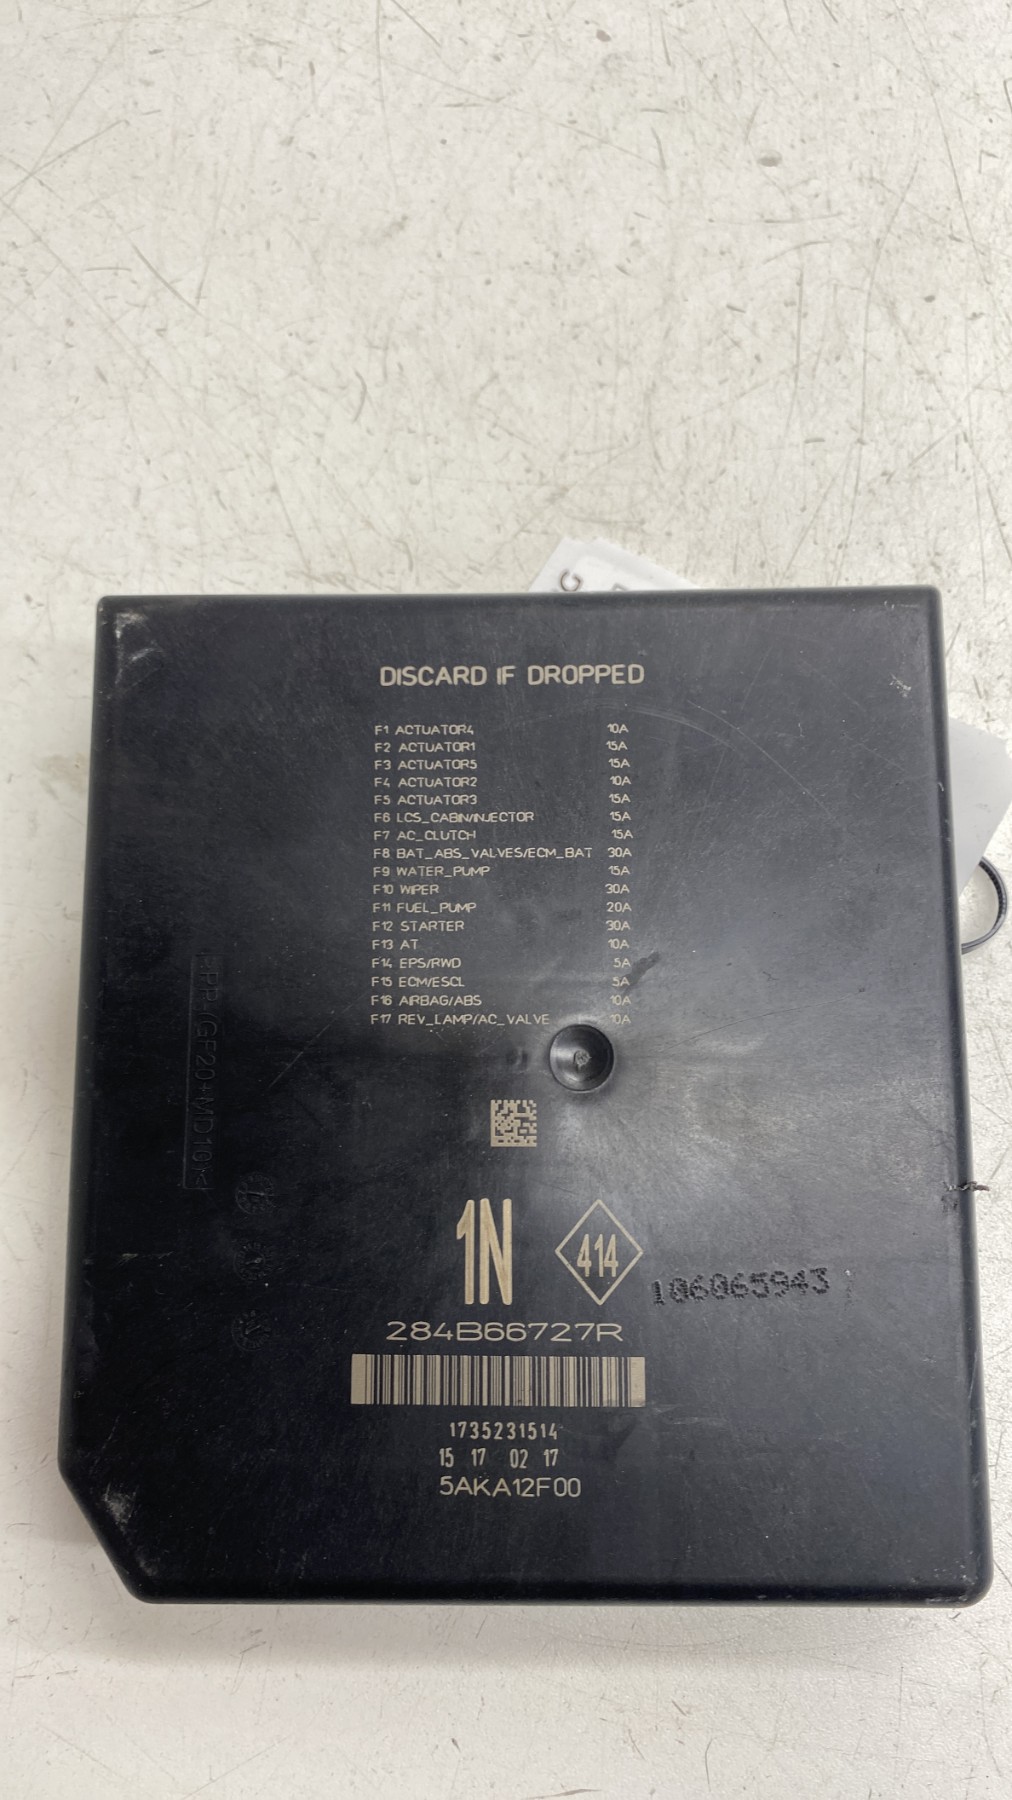 DISCARD IF DROPPED
F1 ACTUATOR4 10A
F2 ACTUATOR1 15A
F3 ACTUATOR5 15A
F4 ACTUATOR2 10A
F5 ACTUATOR3 15A
F6 LCS_CABIN/INJECTOR 15A
F7 AC_CLUTCH 15A
F8 BAT_ABS_VALVES/ECM_BAT 30A
F9 WATER_PUMP 15A
F10 WIPER 30A
F11 FUEL_PUMP 20A
F12 STARTER 30A
F13 AT 10A
F14 EPS/RWD 5A
F15 ECM/ESCL 5A
F16 AIRBAG/ABS 10A
F17 REV_LAMP/AC_VALVE 10A
>PP-(GF20+MD10)<
1N
414
106065943
284B66727R
1735231514
15 17 02 17
5AKA12F00